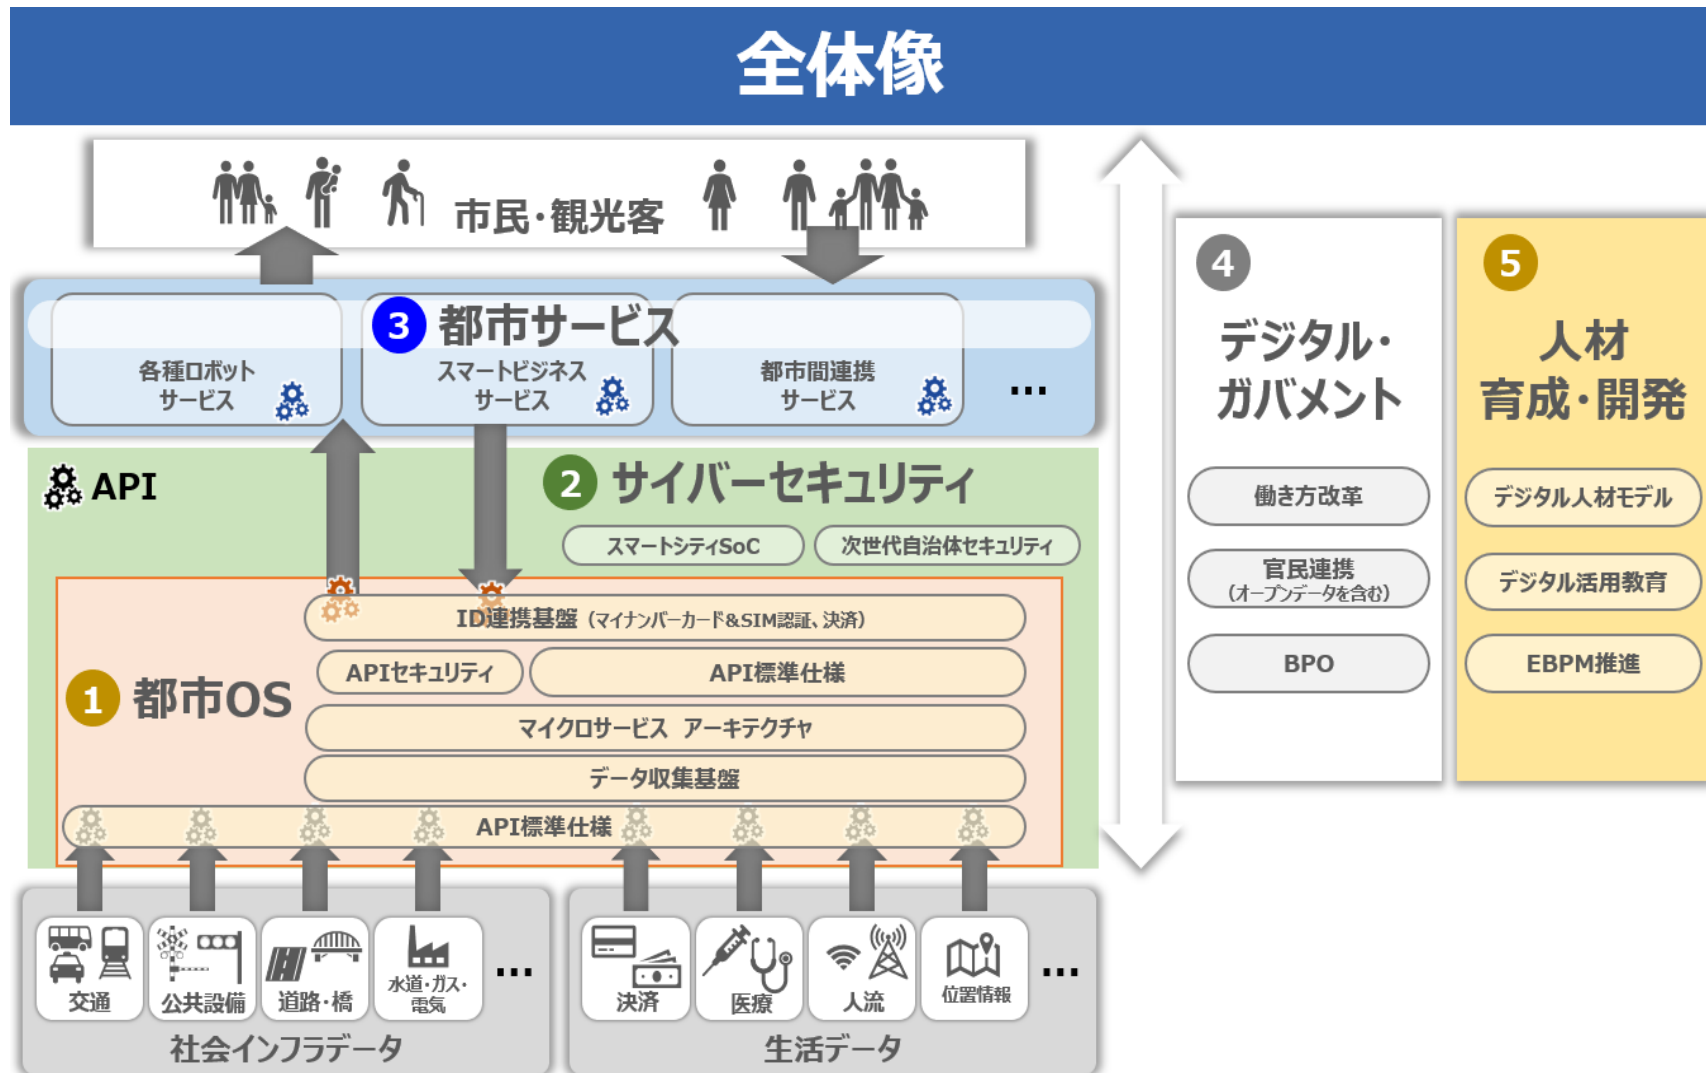 全体像
市民・観光客
3 都市サービス
各種ロボット
サービス
スマートビジネス
サービス
都市間連携
サービス
…
API
2 サイバーセキュリティ
スマートシティSoC
次世代自治体セキュリティ
ID連携基盤（マイナンバーカード&SIM認証、決済）
APIセキュリティ
API標準仕様
1 都市OS
マイクロサービス アーキテクチャ
データ収集基盤
API標準仕様
交通
公共設備
道路・橋
水道・ガス・
電気
…
社会インフラデータ
決済
医療
人流
位置情報
…
生活データ
4
デジタル・
ガバメント
働き方改革
官民連携
（オープンデータを含む）
BPO
5
人材
育成・開発
デジタル人材モデル
デジタル活用教育
EBPM推進